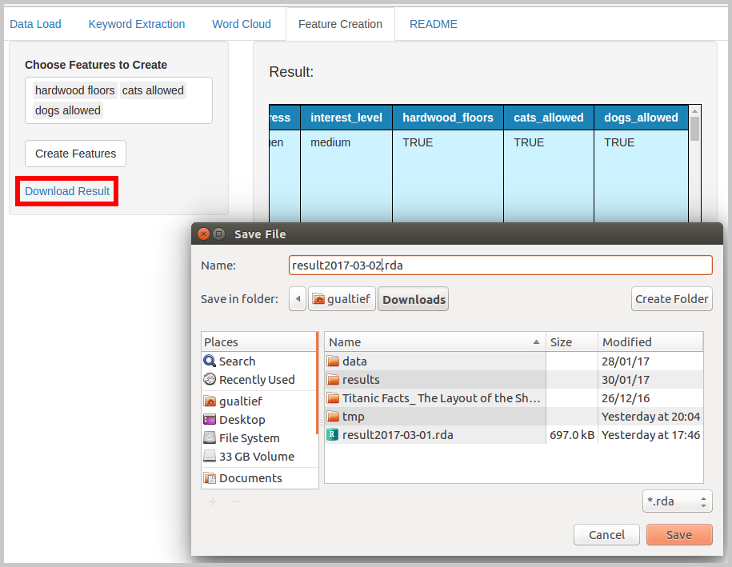 Data Load Keyword Extraction Word Cloud Feature Creation README
Choose Features to Create
hardwood floors cats allowed
dogs allowed
Create Features
Download Result
Result:
ress interest_level hardwood_floors cats_allowed dogs_allowed
en medium TRUE TRUE TRUE
Save File
Name: result2017-03-02.rda
Save in folder: gualtief Downloads Create Folder
Places
Search
Recently Used
gualtief
Desktop
File System
33 GB Volume
Documents
Name Size Modified
data 28/01/17
results 30/01/17
Titanic Facts_ The Layout of the Sh... 26/12/16
tmp Yesterday at 20:04
result2017-03-01.rda 697.0 kB Yesterday at 17:46
*.rda
Cancel Save